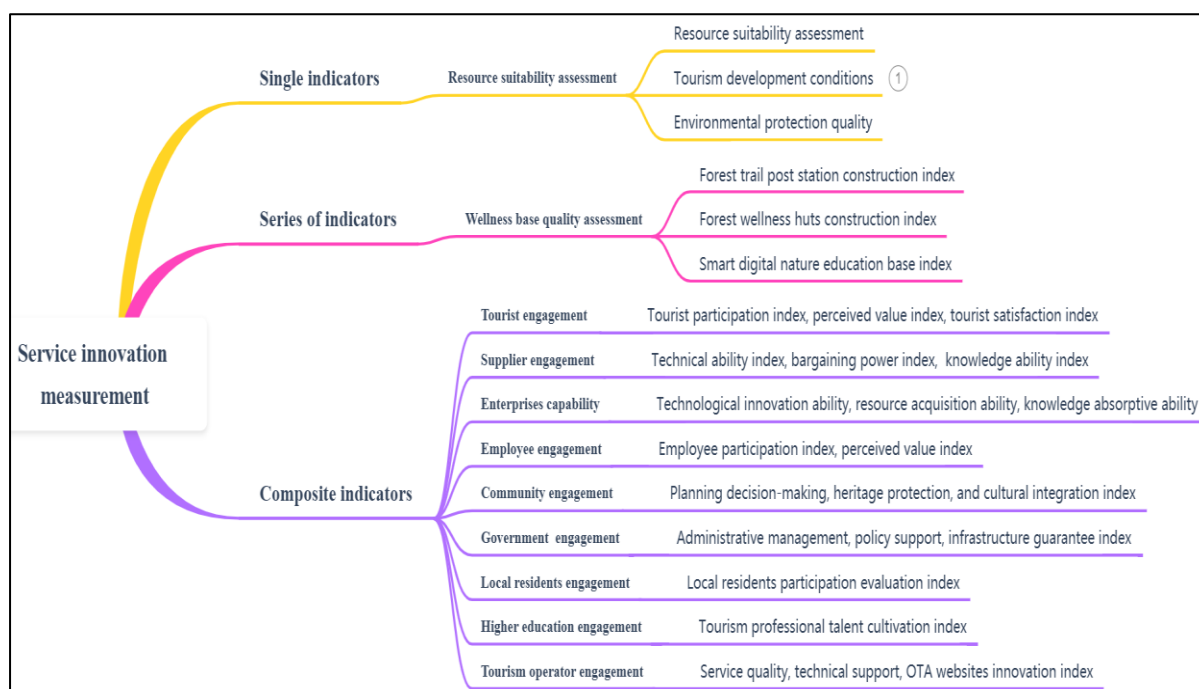 Service innovation
measurement
Single indicators
Resource suitability assessment
Resource suitability assessment
Tourism development conditions 1
Environmental protection quality
Series of indicators
Wellness base quality assessment
Forest trail post station construction index
Forest wellness huts construction index
Smart digital nature education base index
Composite indicators
Tourist engagement Tourist participation index, perceived value index, tourist satisfaction index
Supplier engagement Technical ability index, bargaining power index, knowledge ability index
Enterprises capability Technological innovation ability, resource acquisition ability, knowledge absorptive ability
Employee engagement Employee participation index, perceived value index
Community engagement Planning decision-making, heritage protection, and cultural integration index
Government engagement Administrative management, policy support, infrastructure guarantee index
Local residents engagement Local residents participation evaluation index
Higher education engagement Tourism professional talent cultivation index
Tourism operator engagement Service quality, technical support, OTA websites innovation index